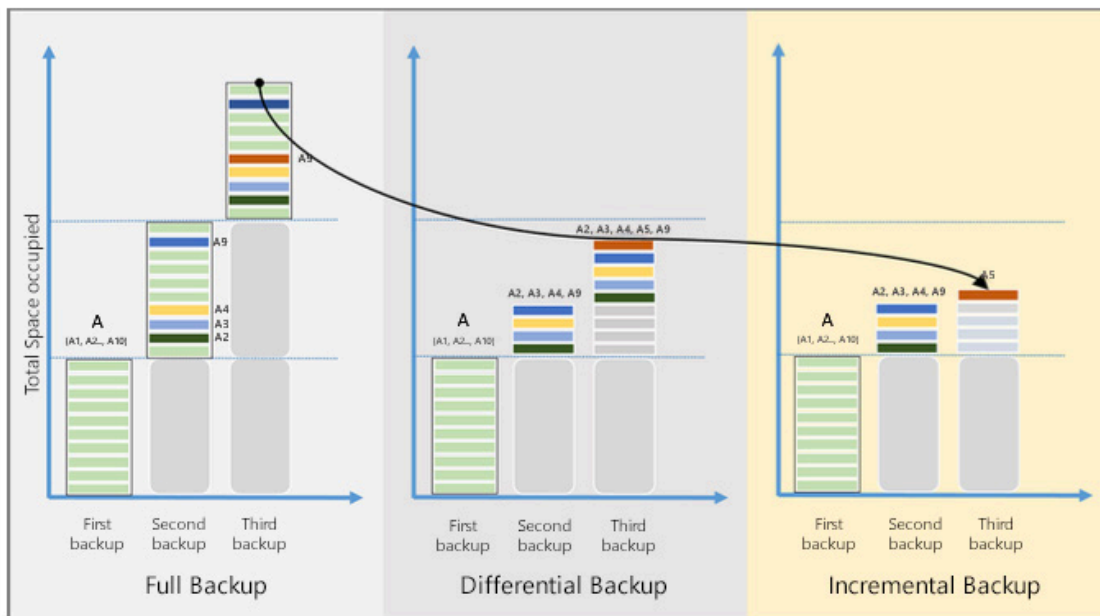 Total Space occupied
A
[A1, A2.., A10]
A9
A4
A3
A2
A9
First
backup
Second
backup
Third
backup
Full Backup
A
[A1, A2.., A10]
A2, A3, A4, A9
A2, A3, A4, A5, A9
First
backup
Second
backup
Third
backup
Differential Backup
A
[A1, A2.., A10]
A2, A3, A4, A9
A5
First
backup
Second
backup
Third
backup
Incremental Backup